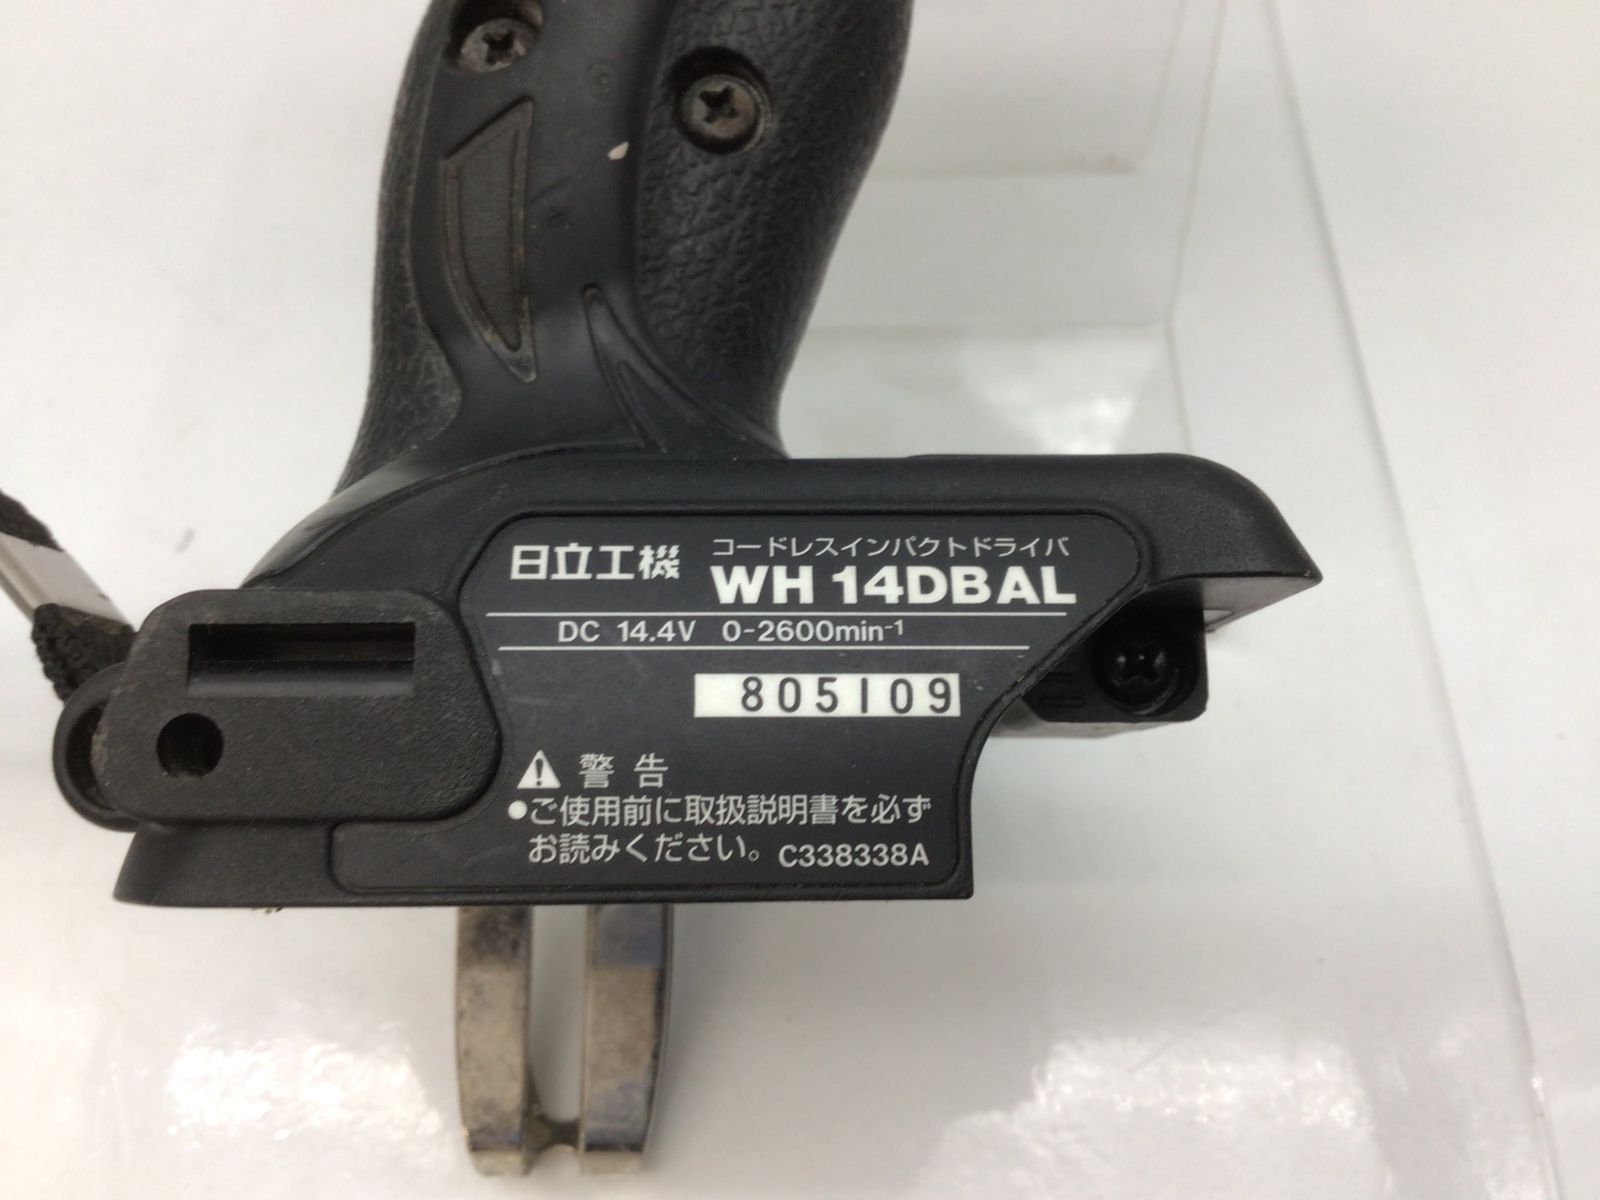 日立工機 コードレスインパクトドライバ
WH 14DBAL
DC 14.4V 0-2600min⁻¹
805109
警告
●ご使用前に取扱説明書を必ず
お読みください。 C338338A